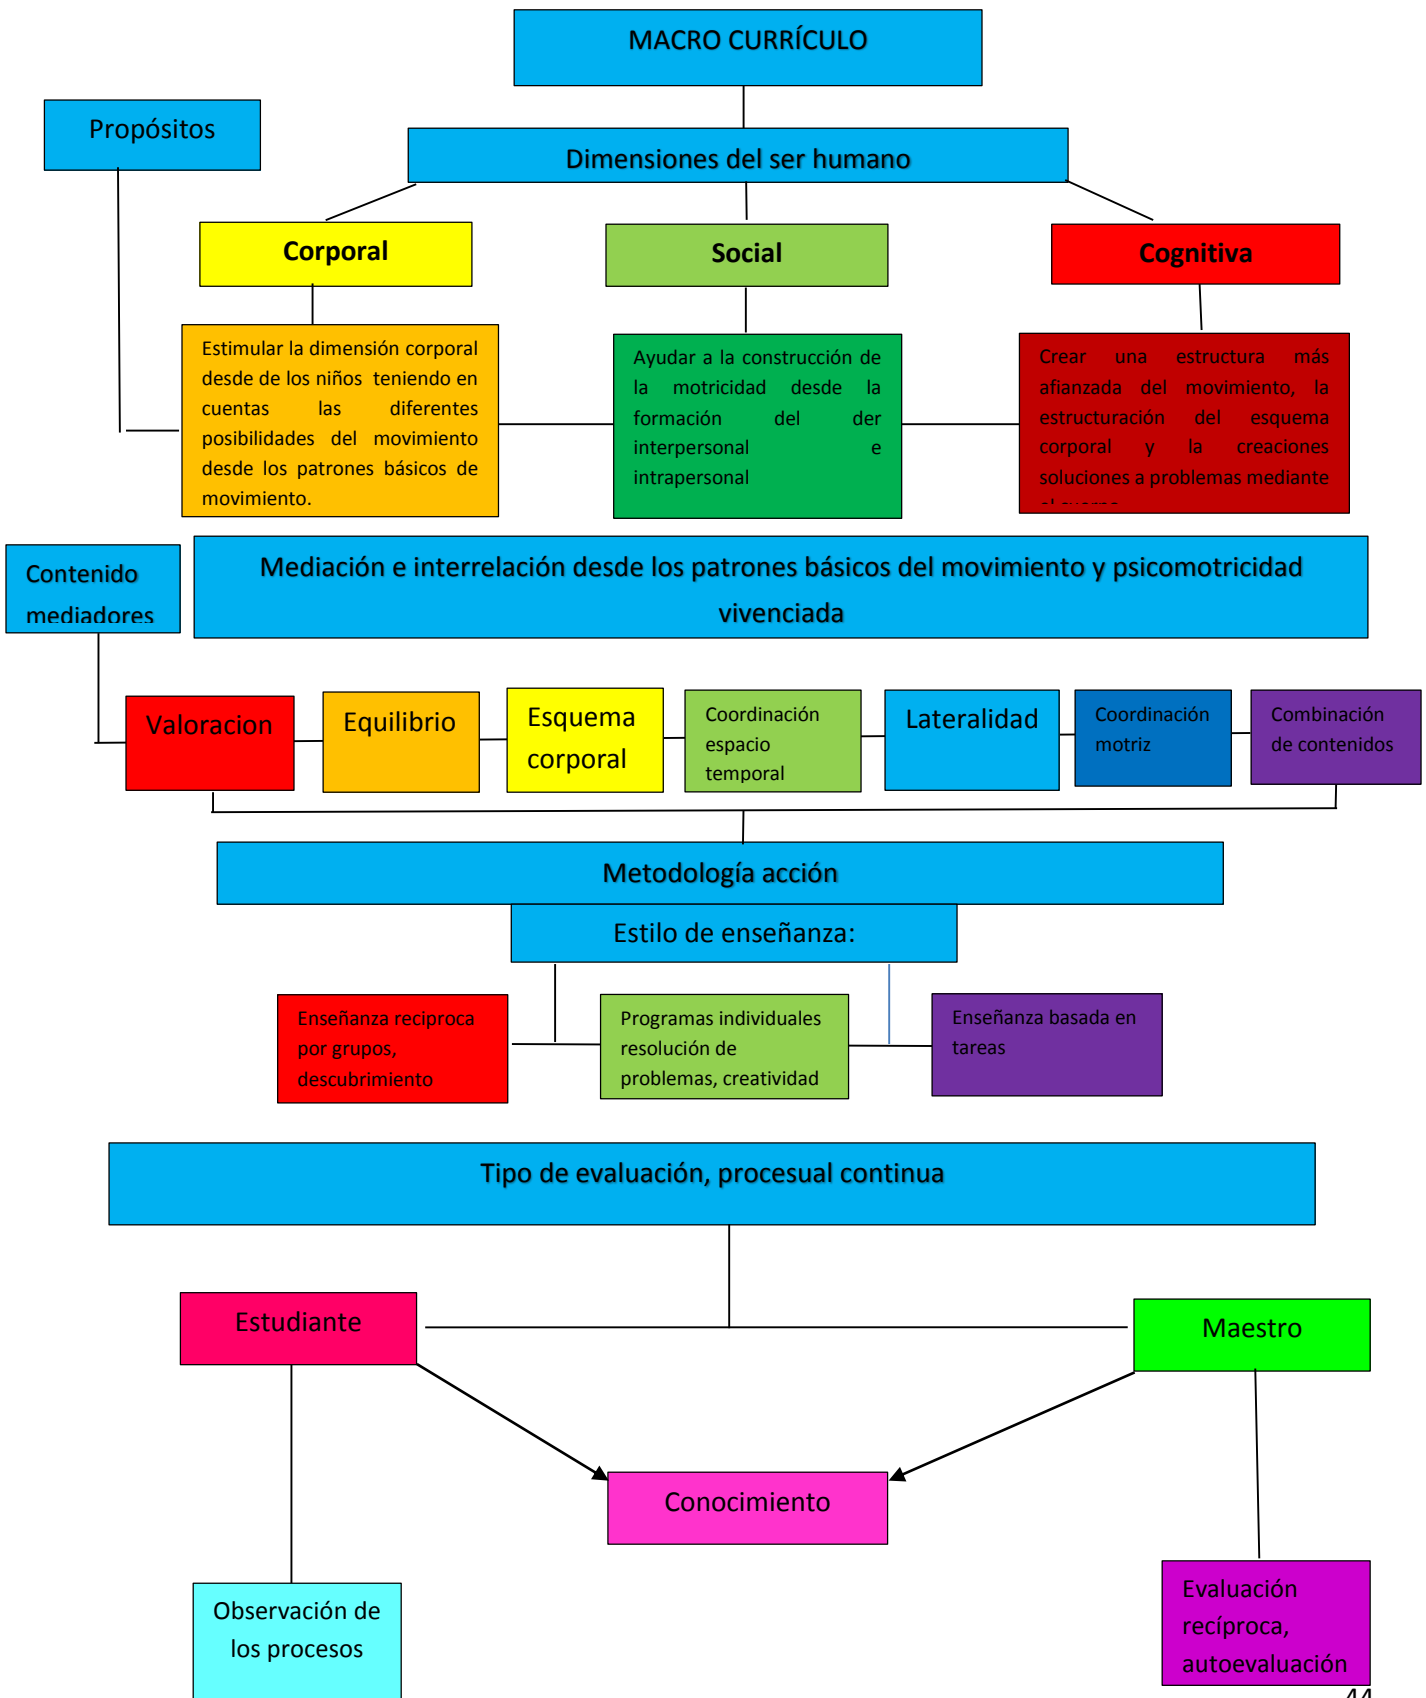 MACRO CURRÍCULO
Propósitos
Dimensiones del ser humano
Corporal
Social
Cognitiva
Estimular la dimensión corporal
desde de los niños teniendo en
cuentas las diferentes
posibilidades del movimiento
desde los patrones básicos de
movimiento.
Ayudar a la construcción de
la motricidad desde la
formación del der
interpersonal e
intrapersonal
Crear una estructura más
afianzada del movimiento, la
estructuración del esquema
corporal y la creaciones
soluciones a problemas mediante
Contenido
mediadores
Mediación e interrelación desde los patrones básicos del movimiento y psicomotricidad
vivenciada
Valoracion
Equilibrio
Esquema
corporal
Coordinación
espacio
temporal
Lateralidad
Coordinación
motriz
Combinación
de contenidos
Metodología acción
Estilo de enseñanza:
Enseñanza reciproca
por grupos,
descubrimiento
Programas individuales
resolución de
problemas, creatividad
Enseñanza basada en
tareas
Tipo de evaluación, procesual continua
Estudiante
Maestro
Conocimiento
Observación de
los procesos
Evaluación
recíproca,
autoevaluación
44